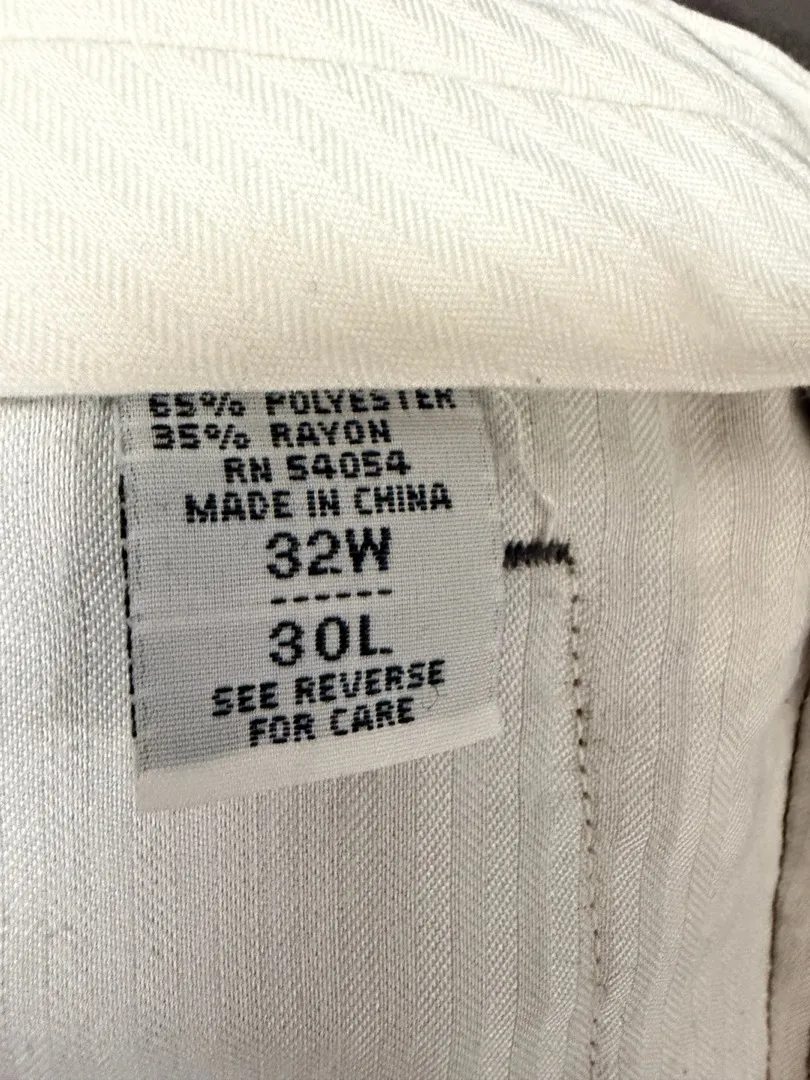 65% POLYESTER
35% RAYON
RN 54054
MADE IN CHINA
32W
------
30L
SEE REVERSE
FOR CARE